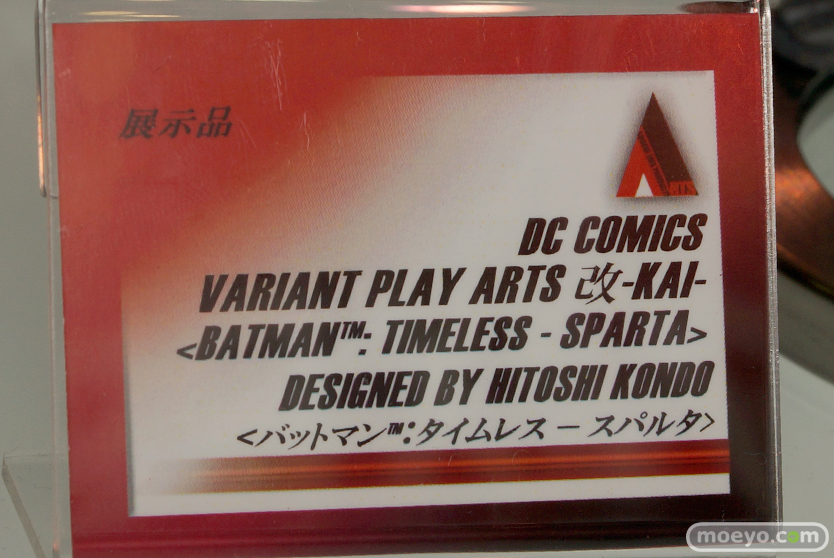 展示品
ARTS
DC COMICS
VARIANT PLAY ARTS 改-KAI-
<BATMAN™: TIMELESS - SPARTA>
DESIGNED BY HITOSHI KONDO
<バットマン™:タイムレス − スパルタ>
moeyo.com